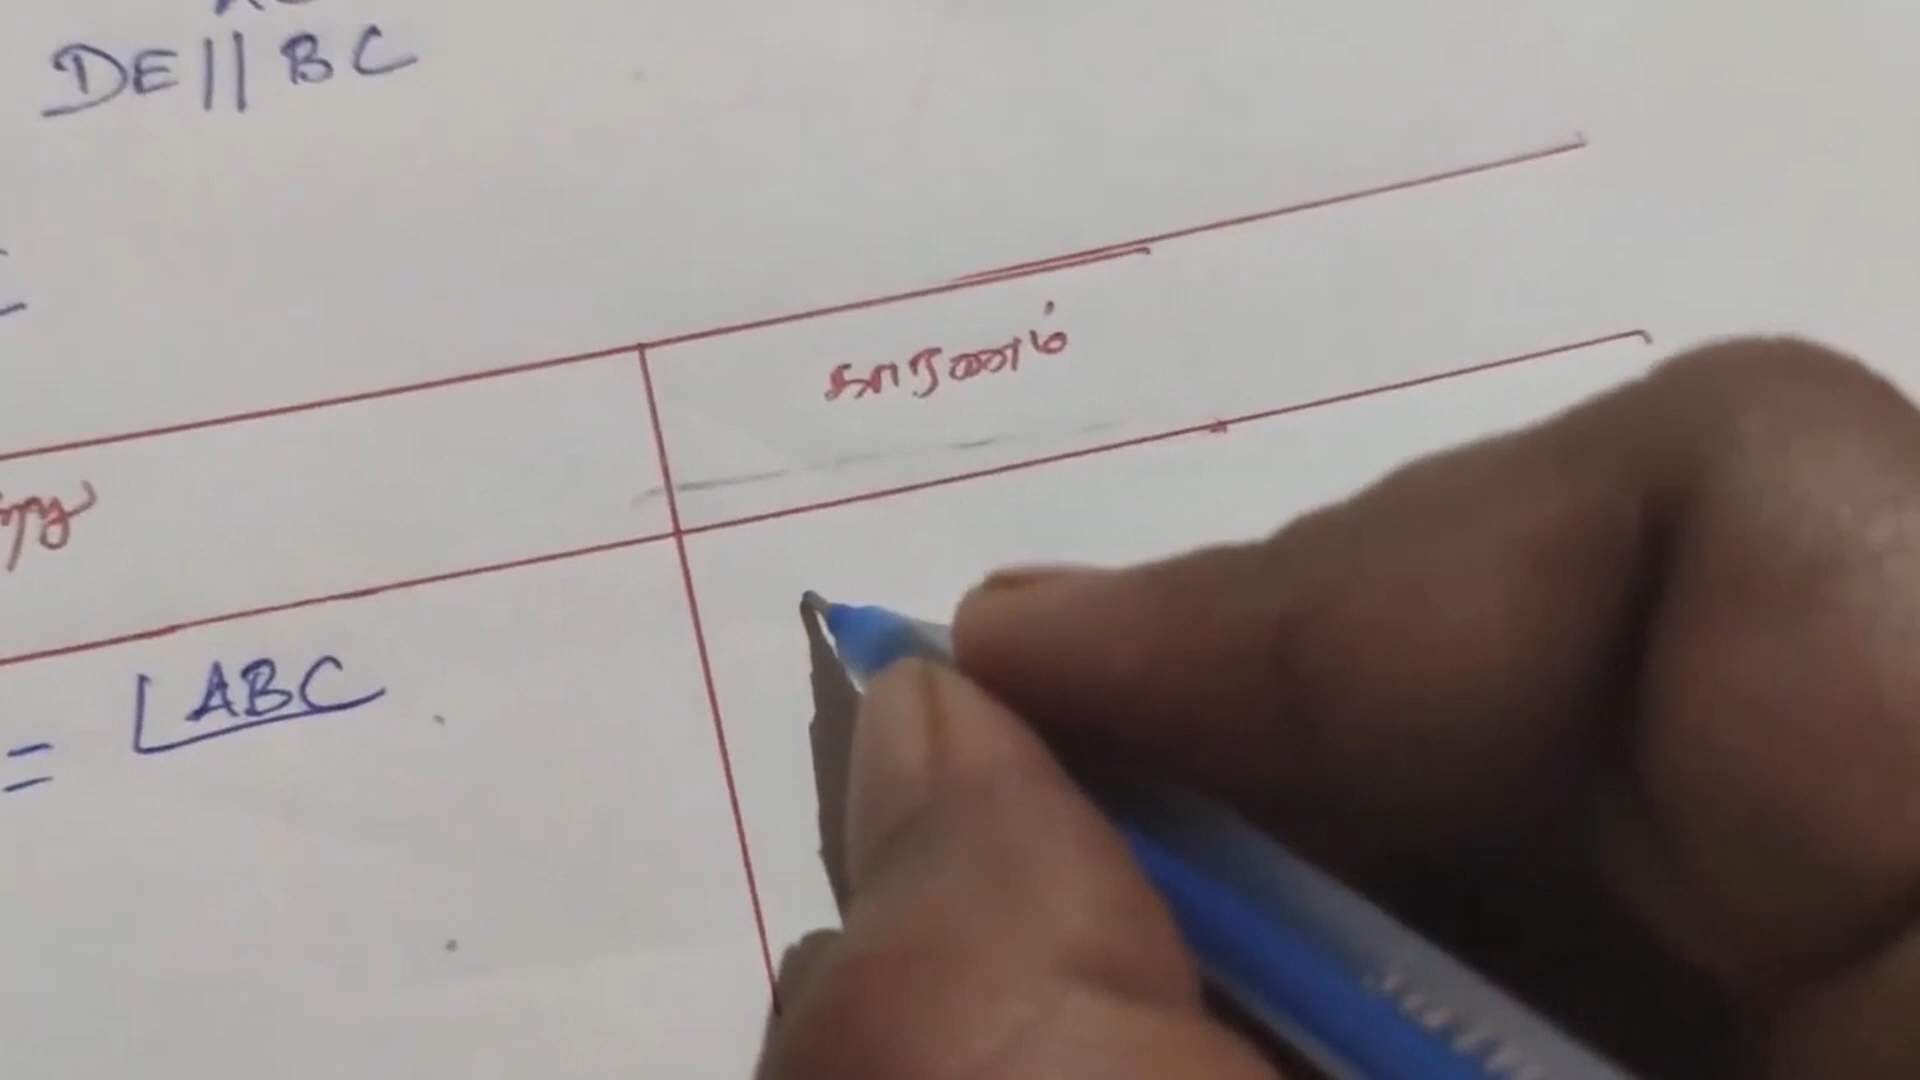 DE || BC
காரணம்
= ∠ABC